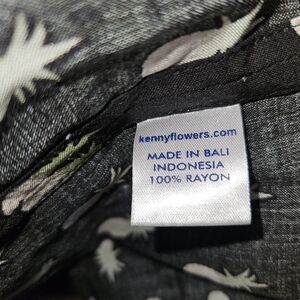 kennyflowers.com
MADE IN BALI
INDONESIA
100% RAYON